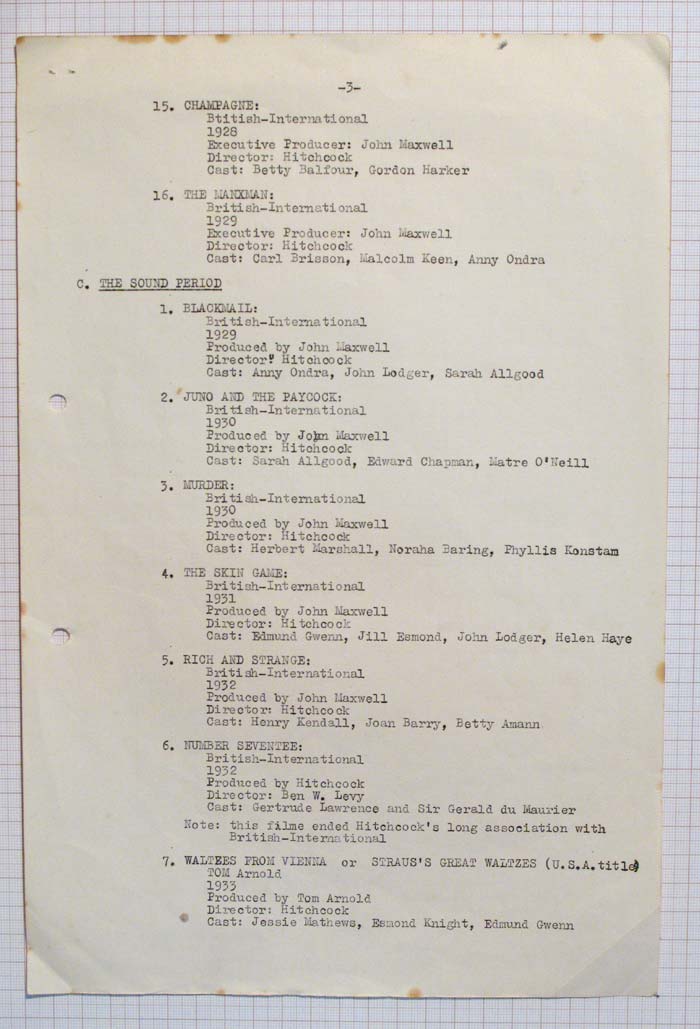 -3-
15. CHAMPAGNE:
Btitish-International
1928
Executive Producer: John Maxwell
Director: Hitchcock
Cast: Betty Balfour, Gordon Harker
16. THE MANXMAN:
British-International
1929
Executive Producer: John Maxwell
Director: Hitchcock
Cast: Carl Brisson, Malcolm Keen, Anny Ondra
C. THE SOUND PERIOD
1. BLACKMAIL:
British-International
1929
Produced by John Maxwell
Director" Hitchcock
Cast: Anny Ondra, John Lodger, Sarah Allgood
2. JUNO AND THE PAYCOCK:
British-International
1930
Produced by John Maxwell
Director: Hitchcock
Cast: Sarah Allgood, Edward Chapman, Matre O'Neill
3. MURDER:
British-International
1930
Produced by John Maxwell
Director: Hitchcock
Cast: Herbert Marshall, Noraha Baring, Phyllis Konstam
4. THE SKIN GAME:
British-International
1931
Produced by John Maxwell
Director: Hitchcock
Cast: Edmund Gwenn, Jill Esmond, John Lodger, Helen Haye
5. RICH AND STRANGE:
British-International
1932
Produced by John Maxwell
Director: Hitchcock
Cast: Henry Kendall, Joan Barry, Betty Amann
6. NUMBER SEVENTEE:
British-International
1932
Produced by Hitchcock
Director: Ben W. Levy
Cast: Gertrude Lawrence and Sir Gerald du Maurier
Note: this filme ended Hitchcock's long association with
British-International
7. WALTZES FROM VIENNA or STRAUS'S GREAT WALTZES (U.S.A.title)
TOM Arnold
1933
Produced by Tom Arnold
Director: Hitchcock
Cast: Jessie Mathews, Esmond Knight, Edmund Gwenn